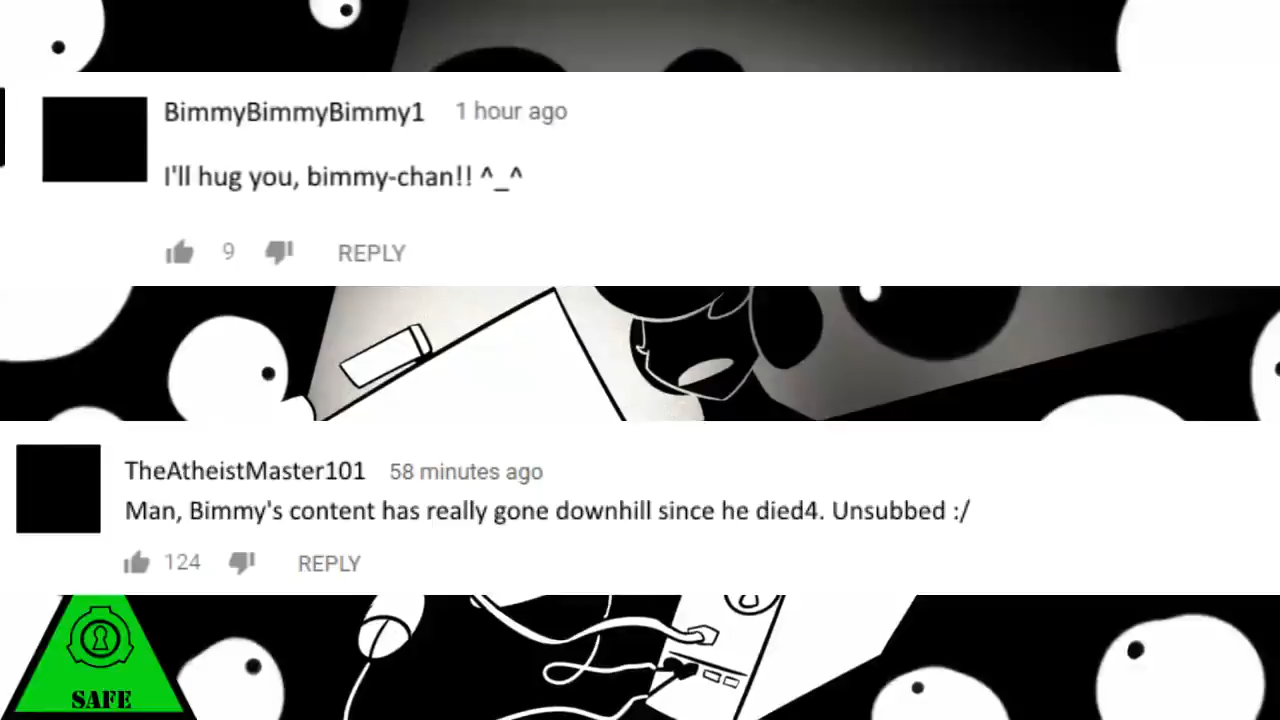 BimmyBimmyBimmy1 1 hour ago
I'll hug you, bimmy-chan!! ^_^
9 REPLY
TheAtheistMaster101 58 minutes ago
Man, Bimmy's content has really gone downhill since he died4. Unsubbed :/
124 REPLY
SAFE